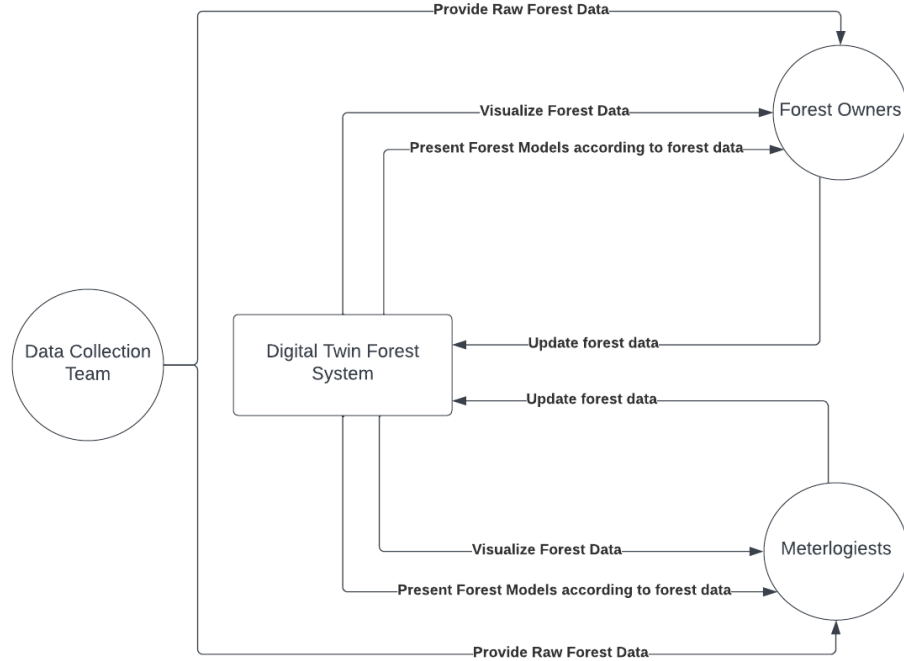 Provide Raw Forest Data
Forest Owners
Visualize Forest Data
Present Forest Models according to forest data
Data Collection
Team
Digital Twin Forest
System
Update forest data
Update forest data
Visualize Forest Data
Meterlogiests
Present Forest Models according to forest data
Provide Raw Forest Data